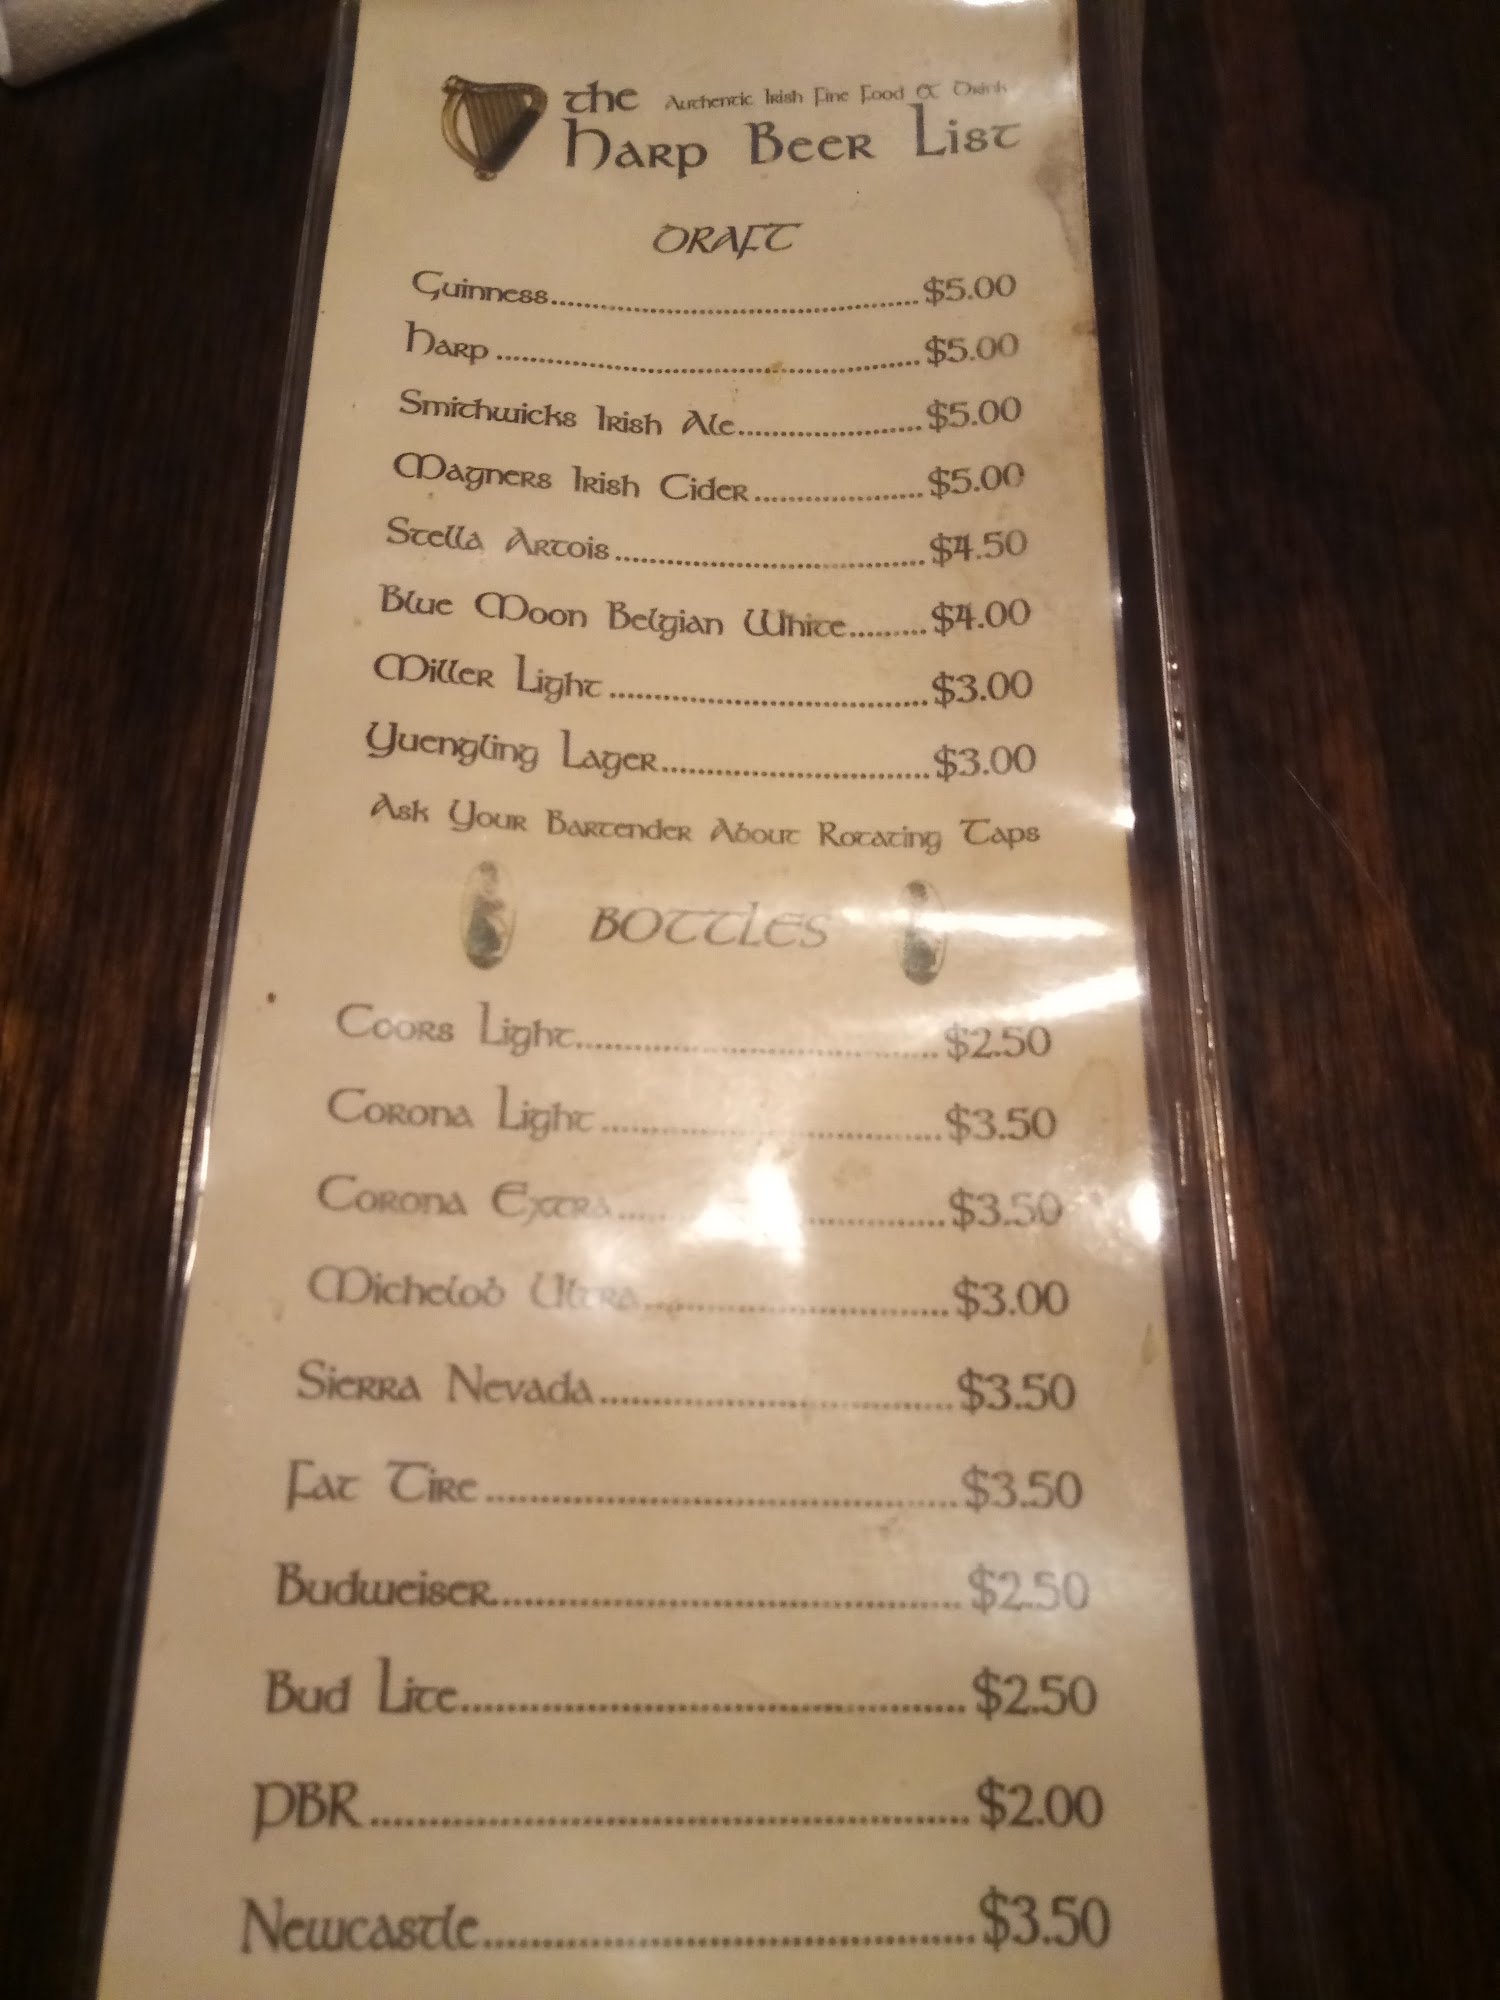 the Authentic Irish Fine Food & Drink
Harp Beer List
DRAFT
Guinness..........................................$5.00
Harp ................................................$5.00
Smithwicks Irish Ale......................$5.00
Magners Irish Cider....................$5.00
Stella Artois....................................$4.50
Blue Moon Belgian White.........$4.00
Miller Light .....................................$3.00
Yuengling Lager...............................$3.00
Ask Your Bartender About Rotating Taps
BOTTLES
Coors Light........................................$2.50
Corona Light......................................$3.50
Corona Extra....................................$3.50
Michelob Ultra..................................$3.00
Sierra Nevada....................................$3.50
Fat Tire................................................$3.50
Budweiser...............................................$2.50
Bud Lite..................................................$2.50
PBR..........................................................$2.00
Newcastle................................................$3.50